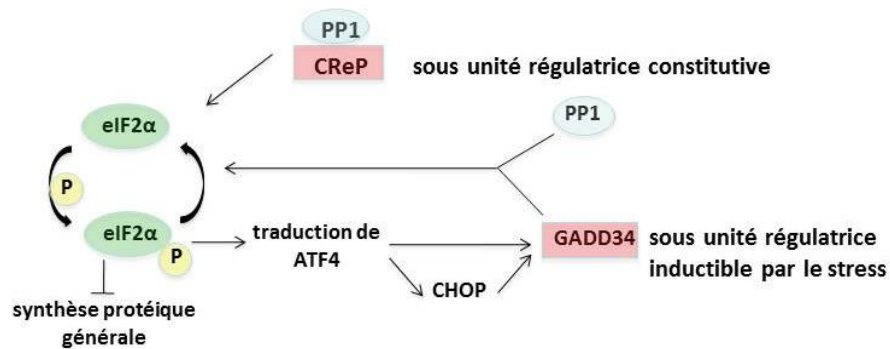 PP1
CReP
sous unité régulatrice constitutive
PP1
eIF2α
P
eIF2α
P
traduction de
ATF4
GADD34
sous unité régulatrice
inductible par le stress
CHOP
synthèse protéique
générale